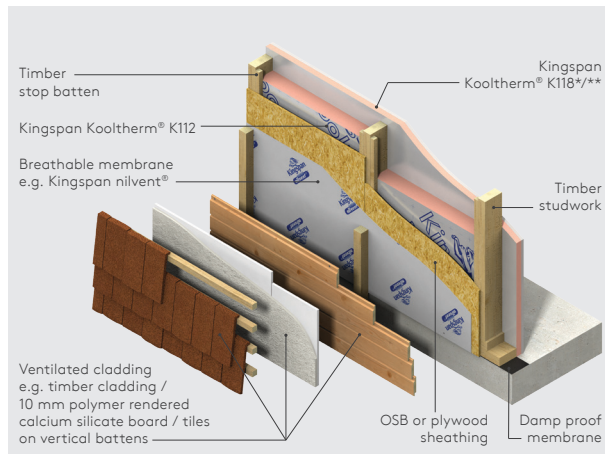 Timber
stop batten
Kingspan Kooltherm® K112
Breathable membrane
e.g. Kingspan nilvent®
Ventilated cladding
e.g. timber cladding /
10 mm polymer rendered
calcium silicate board / tiles
on vertical battens
Kingspan
Kooltherm® K118*/**
Timber
studwork
OSB or plywood
sheathing
Damp proof
membrane